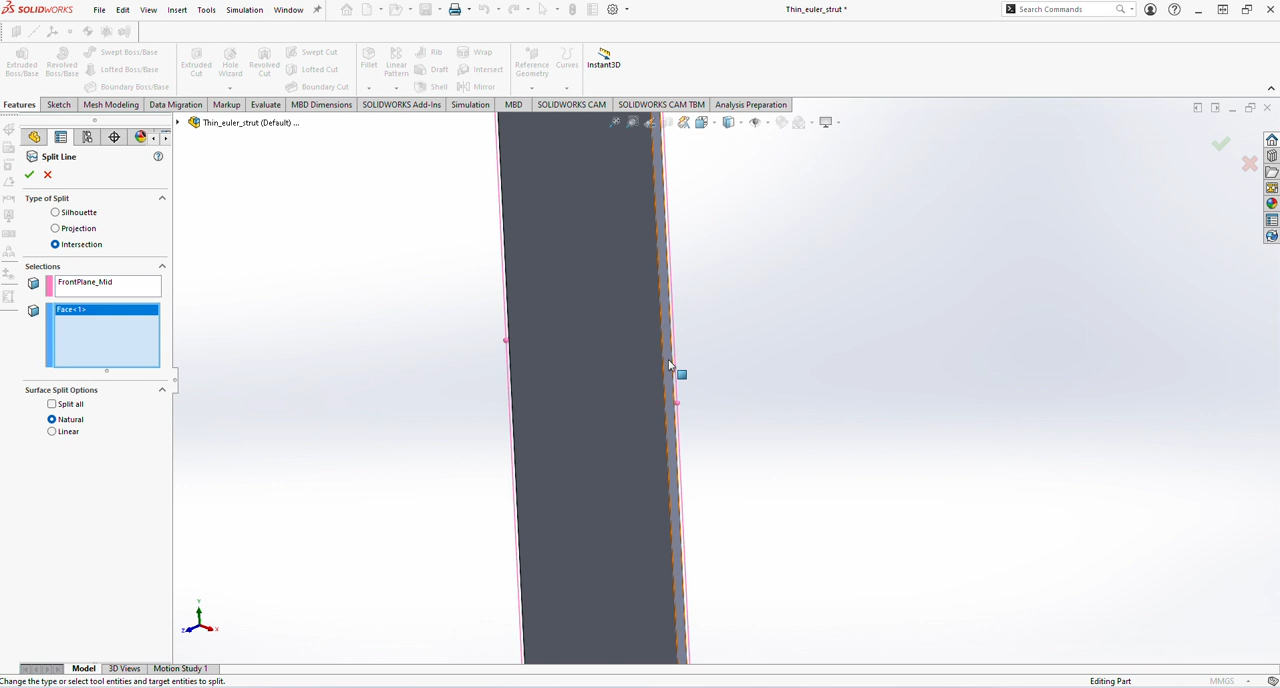 SOLIDWORKS File Edit View Insert Tools Simulation Window Thin_euler_strut * Search Commands
Extruded Boss/Base Revolved Boss/Base Swept Boss/Base Lofted Boss/Base Boundary Boss/Base Extruded Cut Hole Wizard Revolved Cut Swept Cut Lofted Cut Boundary Cut Fillet Linear Pattern Rib Draft Shell Wrap Intersect Mirror Reference Geometry Curves Instant3D
Features Sketch Mesh Modeling Data Migration Markup Evaluate MBD Dimensions SOLIDWORKS Add-Ins Simulation MBD SOLIDWORKS CAM SOLIDWORKS CAM TBM Analysis Preparation
Thin_euler_strut (Default) ...
Split Line
Type of Split
Silhouette
Projection
Intersection
Selections
FrontPlane_Mid
Face<1>
Surface Split Options
Split all
Natural
Linear
Y
Z X
Model 3D Views Motion Study 1
Change the type or select tool entities and target entities to split. Editing Part MMGS